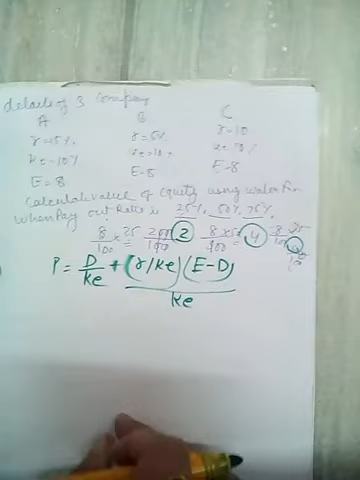 details of 3 company
A B C
r=15% r=5% r=10
Ke=10% Ke=10% Ke=10%
E=8 E=8 E=8
Calculate value of equity using walter
when Pay out Ratio is 25%, 50%, 75%,
8/100 × 25 200/100 2 8×50/100 4 8
P = D/Ke + (r/Ke)(E-D)/Ke